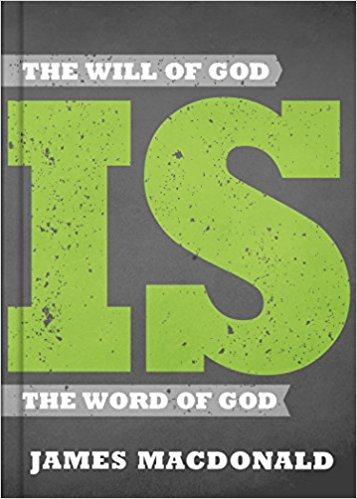 THE WILL OF GOD
IS
THE WORD OF GOD
JAMES MACDONALD